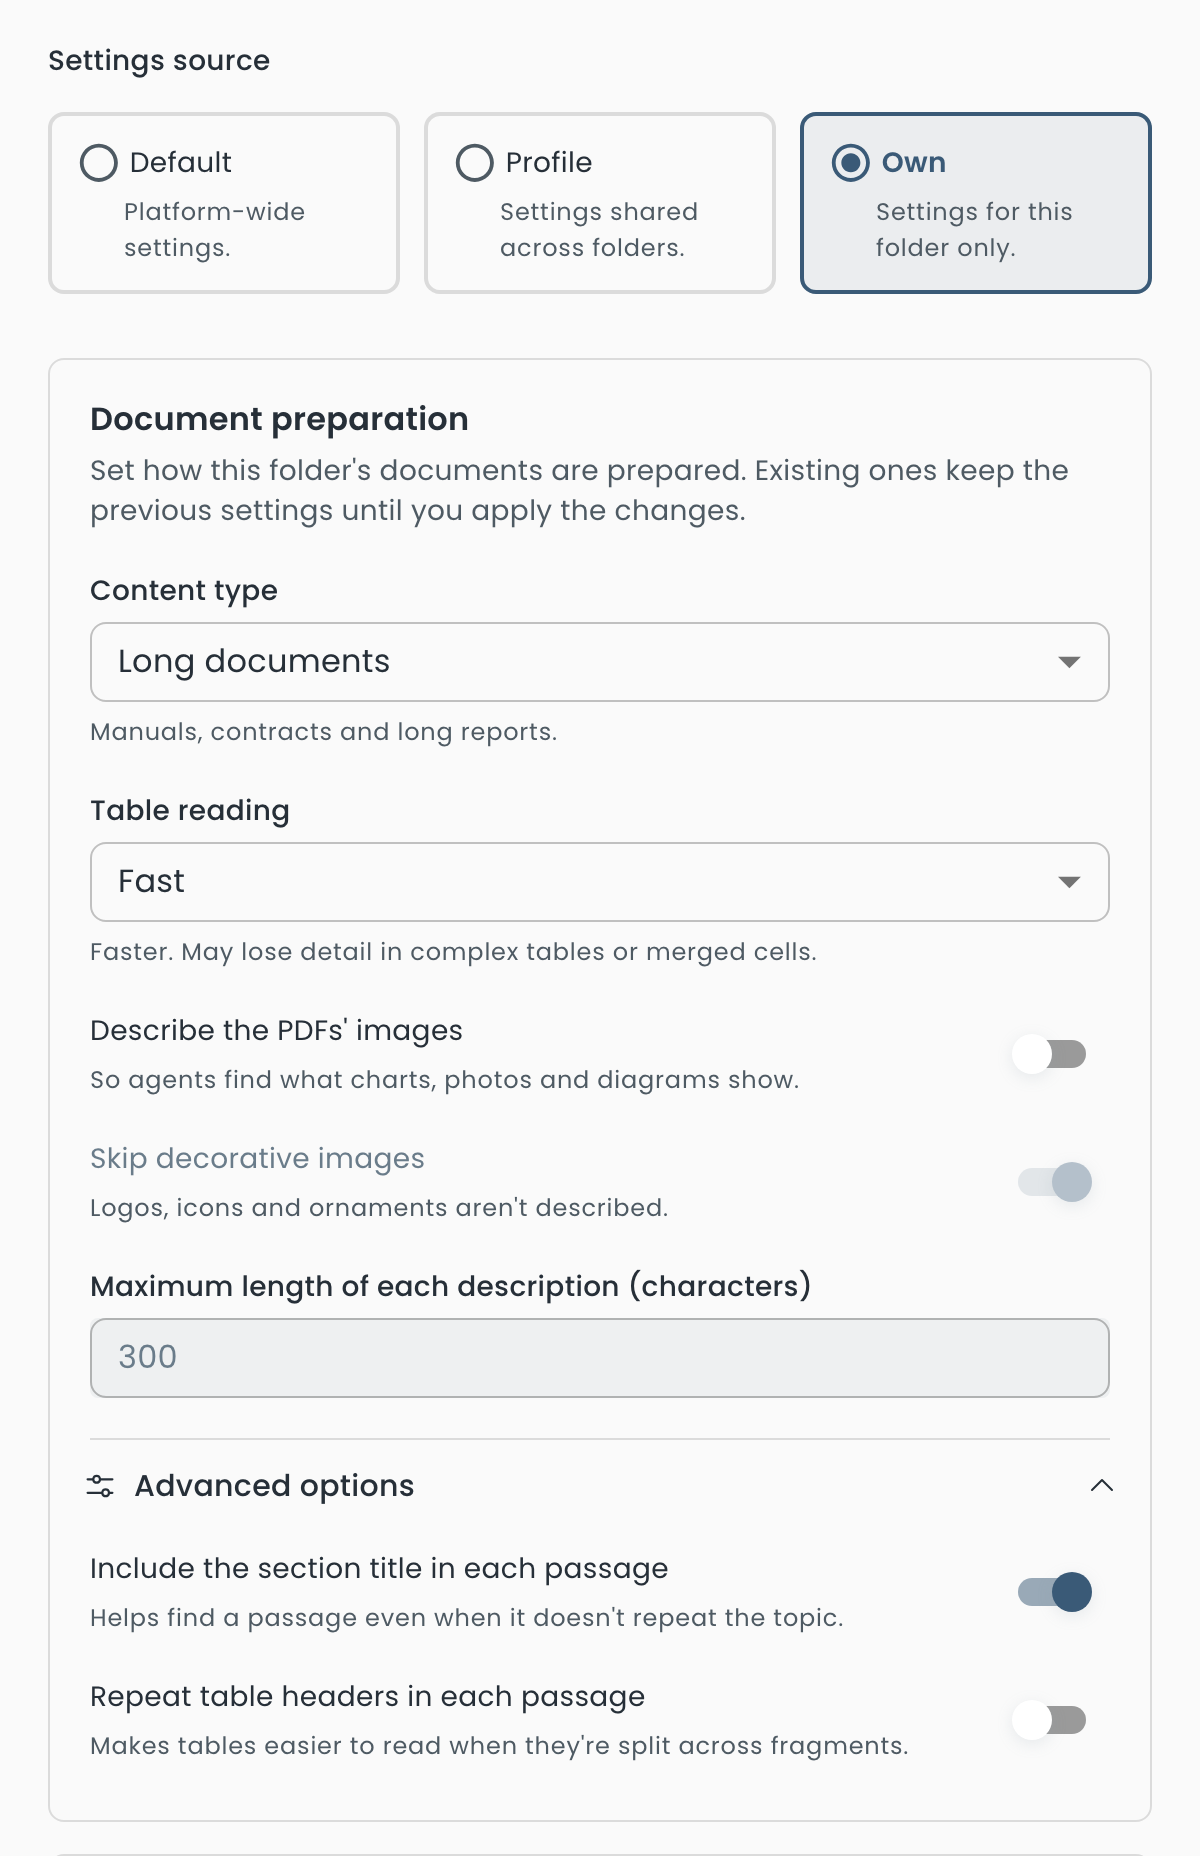 Settings source
Default
Platform-wide
settings.
Profile
Settings shared
across folders.
Own
Settings for this
folder only.
Document preparation
Set how this folder's documents are prepared. Existing ones keep the
previous settings until you apply the changes.
Content type
Long documents
Manuals, contracts and long reports.
Table reading
Fast
Faster. May lose detail in complex tables or merged cells.
Describe the PDFs' images
So agents find what charts, photos and diagrams show.
Skip decorative images
Logos, icons and ornaments aren't described.
Maximum length of each description (characters)
300
Advanced options
Include the section title in each passage
Helps find a passage even when it doesn't repeat the topic.
Repeat table headers in each passage
Makes tables easier to read when they're split across fragments.